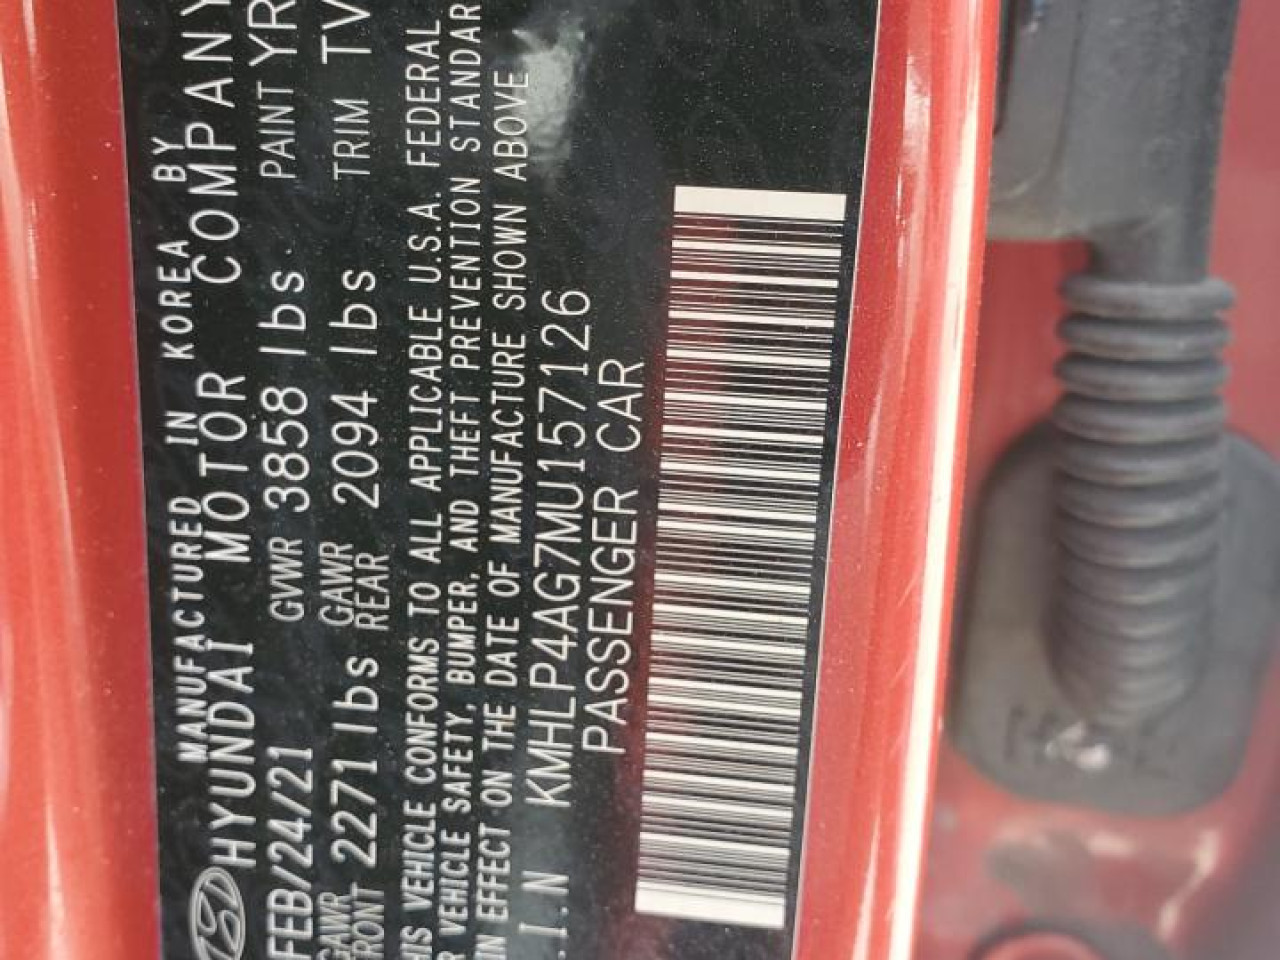 MANUFACTURED IN KOREA BY
HYUNDAI MOTOR COMPANY
FEB/24/21 GVWR 3858 lbs PAINT YR
GAWR FRONT 2271 lbs GAWR REAR 2094 lbs TRIM TV
HIS VEHICLE CONFORMS TO ALL APPLICABLE U.S.A. FEDERAL
R VEHICLE SAFETY, BUMPER, AND THEFT PREVENTION STANDAR
IN EFFECT ON THE DATE OF MANUFACTURE SHOWN ABOVE
.I.N KMHLP4AG7MU157126
PASSENGER CAR